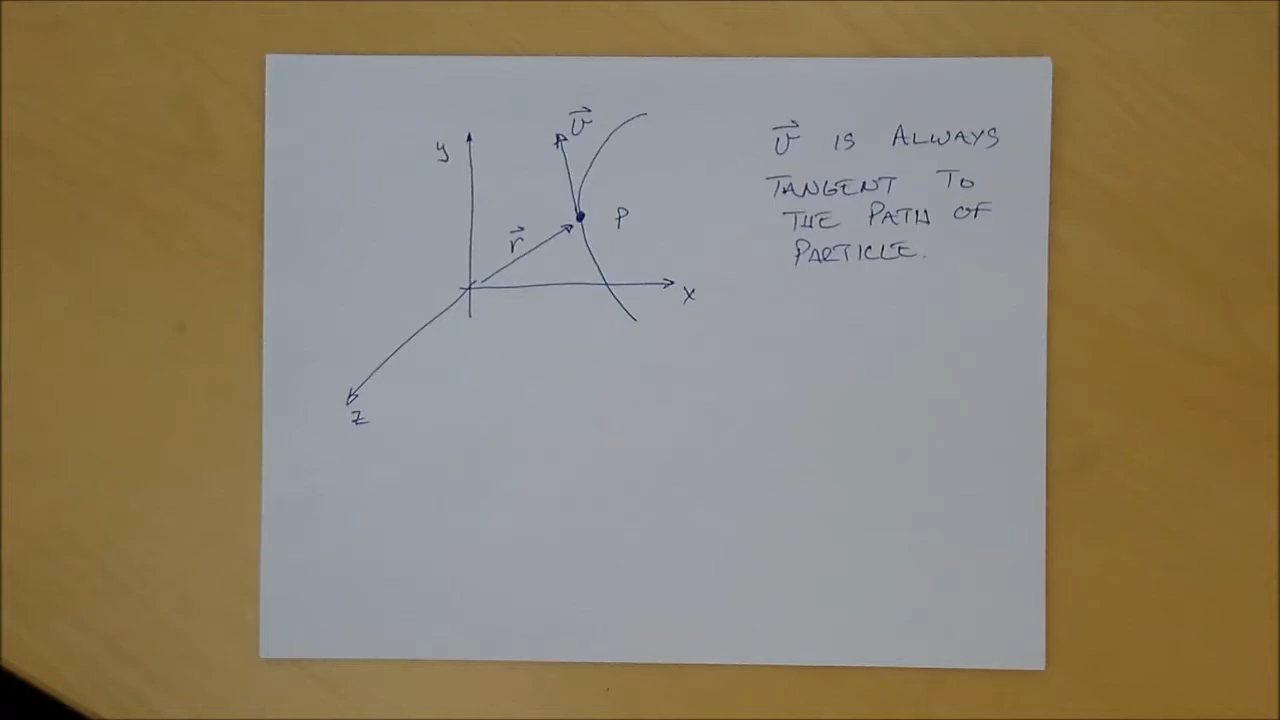 y
v⃗
r⃗
P
x
z
v⃗ IS ALWAYS
TANGENT TO
THE PATH OF
PARTICLE.